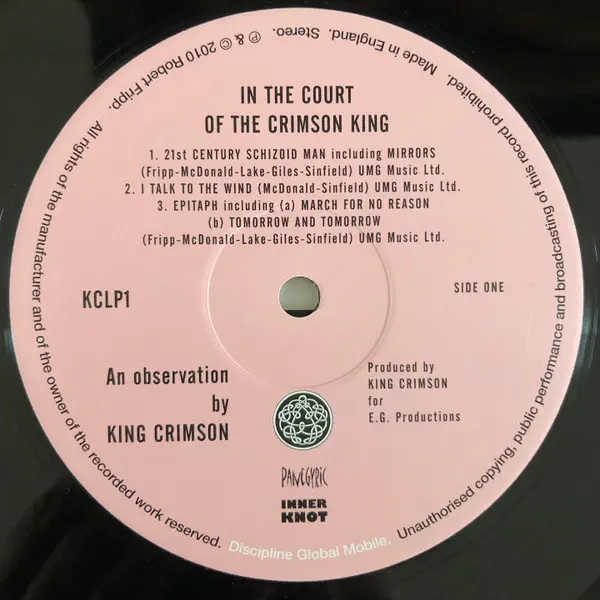 IN THE COURT
OF THE CRIMSON KING
1. 21st CENTURY SCHIZOID MAN including MIRRORS
(Fripp-McDonald-Lake-Giles-Sinfield) UMG Music Ltd.
2. I TALK TO THE WIND (McDonald-Sinfield) UMG Music Ltd.
3. EPITAPH including (a) MARCH FOR NO REASON
(b) TOMORROW AND TOMORROW
(Fripp-McDonald-Lake-Giles-Sinfield) UMG Music Ltd.
KCLP1
SIDE ONE
An observation
by
KING CRIMSON
Produced by
KING CRIMSON
for
E.G. Productions
PANEGYRIC
INNER
KNOT
All rights of the manufacturer and of the owner of the recorded work reserved. Discipline Global Mobile. Unauthorised copying, public performance and broadcasting of this record prohibited. Made in England. Stereo. ℗ & © 2010 Robert Fripp.